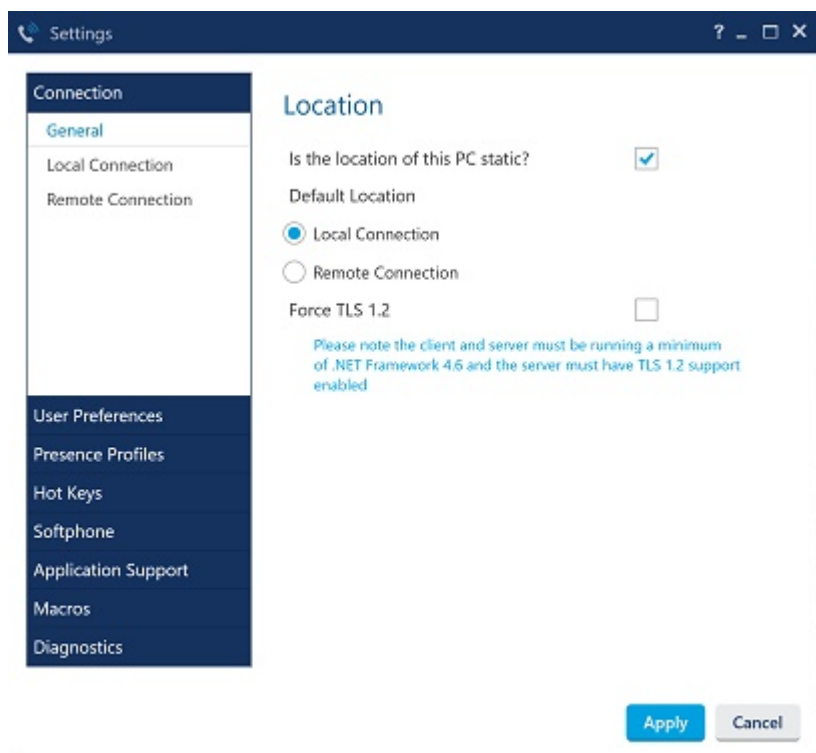 Settings
Connection
General
Local Connection
Remote Connection
User Preferences
Presence Profiles
Hot Keys
Softphone
Application Support
Macros
Diagnostics
Location
Is the location of this PC static?
Default Location
Local Connection
Remote Connection
Force TLS 1.2
Please note the client and server must be running a minimum
of .NET Framework 4.6 and the server must have TLS 1.2 support
enabled
Apply
Cancel